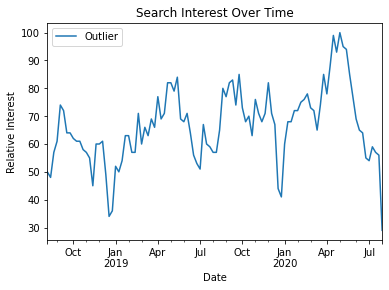 Search Interest Over Time
Outlier
Relative Interest
100
90
80
70
60
50
40
30
Oct Jan Apr Jul Oct Jan Apr Jul
2019 2020
Date